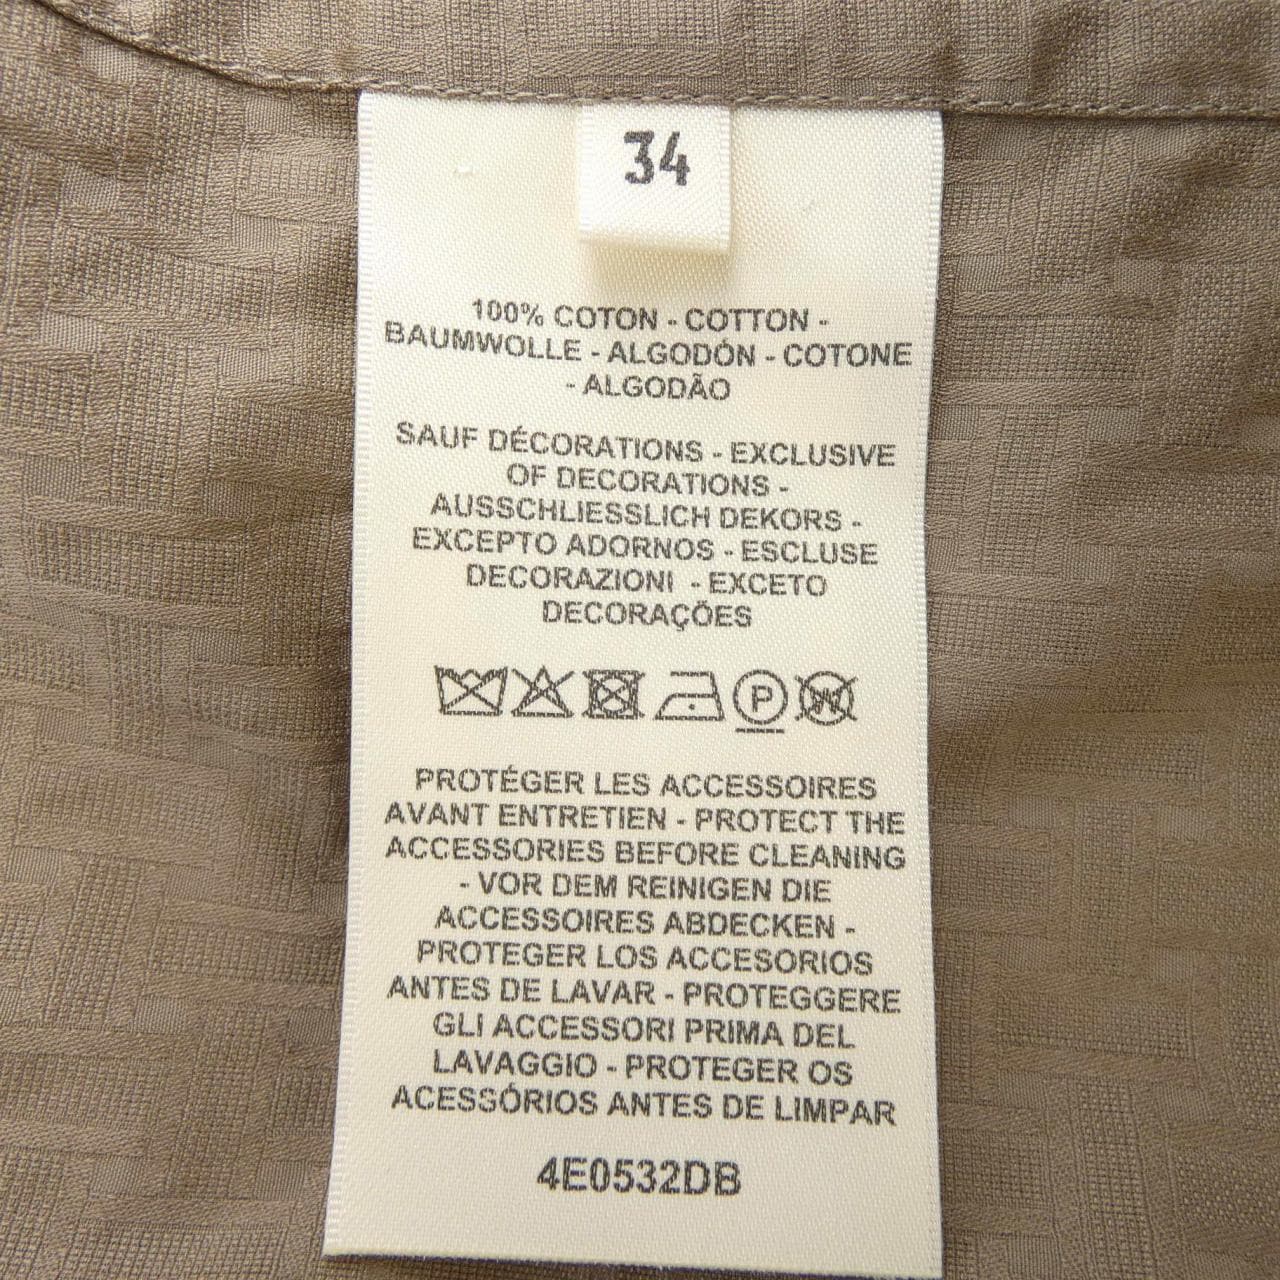 34
100% COTON - COTTON -
BAUMWOLLE - ALGODÓN - COTONE
- ALGODÃO
SAUF DÉCORATIONS - EXCLUSIVE
OF DECORATIONS -
AUSSCHLIESSLICH DEKORS -
EXCEPTO ADORNOS - ESCLUSE
DECORAZIONI - EXCETO
DECORAÇÕES
P W
PROTÉGER LES ACCESSOIRES
AVANT ENTRETIEN - PROTECT THE
ACCESSORIES BEFORE CLEANING
- VOR DEM REINIGEN DIE
ACCESSOIRES ABDECKEN -
PROTEGER LOS ACCESORIOS
ANTES DE LAVAR - PROTEGGERE
GLI ACCESSORI PRIMA DEL
LAVAGGIO - PROTEGER OS
ACESSÓRIOS ANTES DE LIMPAR
4E0532DB